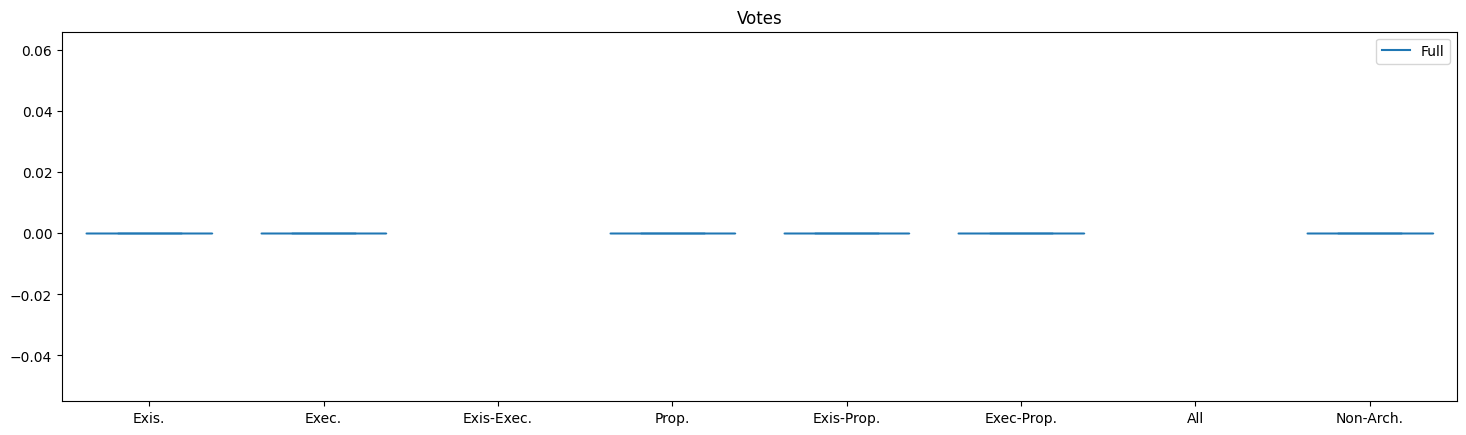 Votes
Full
0.06
0.04
0.02
0.00
−0.02
−0.04
Exis. Exec. Exis-Exec. Prop. Exis-Prop. Exec-Prop. All Non-Arch.